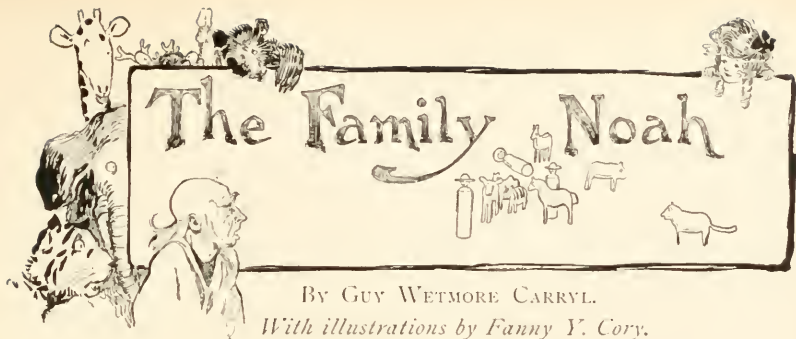 The Family Noah
BY GUY WETMORE CARRYL.
With illustrations by Fanny Y. Cory.